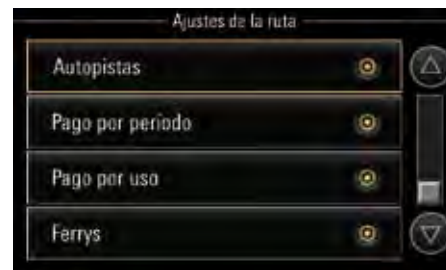 Ajustes de la ruta
Autopistas
Pago por periodo
Pago por uso
Ferrys